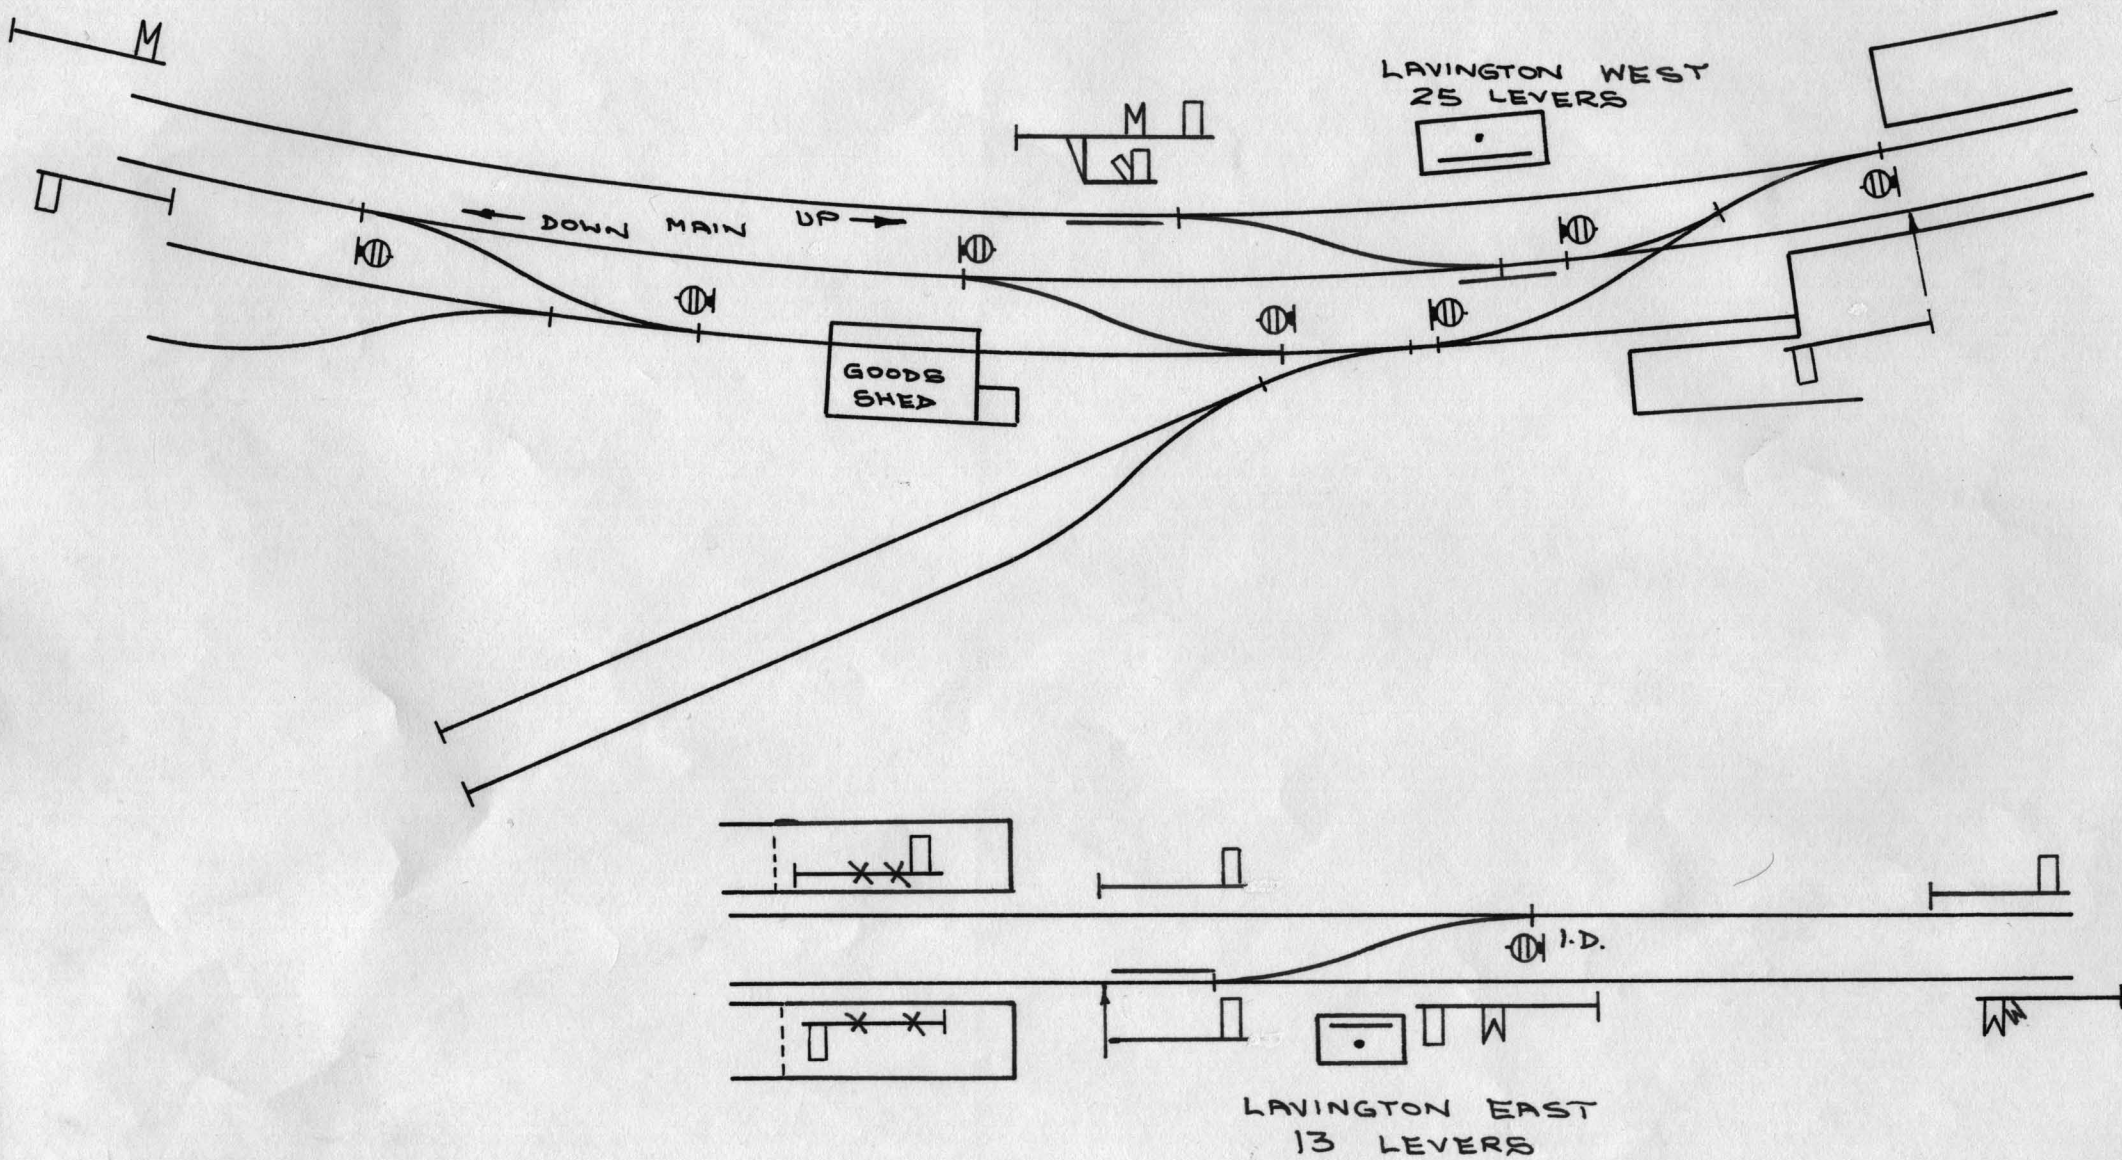 LAVINGTON WEST
25 LEVERS
DOWN MAIN UP
GOODS
SHED
I.D.
LAVINGTON EAST
13 LEVERS